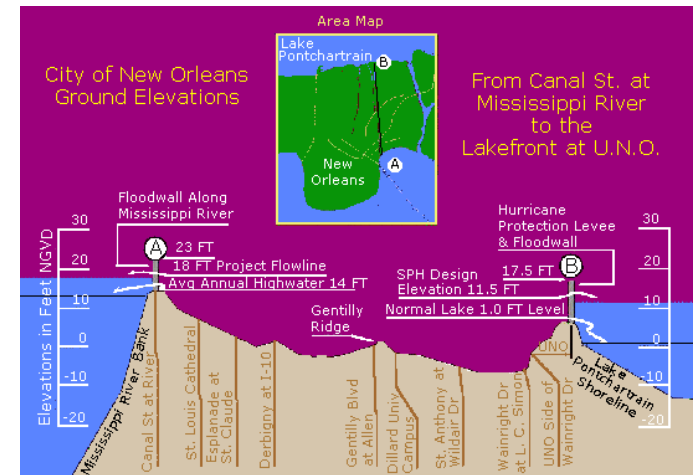 Area Map
City of New Orleans
Ground Elevations
Lake
Pontchartrain
B
A
New
Orleans
From Canal St. at
Mississippi River
to the
Lakefront at U.N.O.
Floodwall Along
Mississippi River
Hurricane
Protection Levee
& Floodwall
Elevations in Feet NGVD
30
20
10
0
-10
-20
A
23 FT
18 FT Project Flowline
Avg Annual Highwater 14 FT
Gentilly
Ridge
SPH Design
Elevation 11.5 FT
17.5 FT
B
Normal Lake 1.0 FT Level
30
20
10
0
-10
-20
Mississippi River Bank
Canal St at River
St. Louis Cathedral
Esplanade at
St. Claude
Derbigny at I-10
Gentilly Blvd
at Allen
Dillard Univ
Campus
St. Anthony at
Wildair Dr
Wainright Dr
at L. C. Simon
UNO
UNO Side of
Wainright Dr
Lake
Pontchartrain
Shoreline